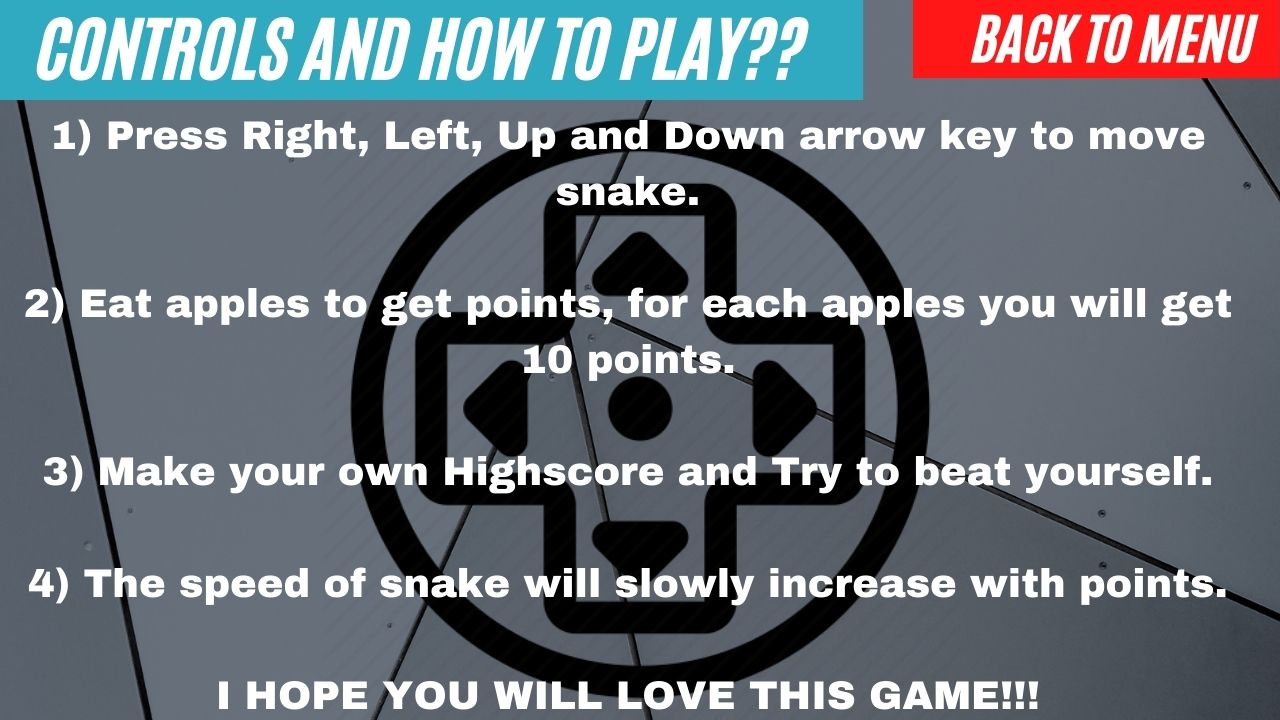 CONTROLS AND HOW TO PLAY??
BACK TO MENU
1) Press Right, Left, Up and Down arrow key to move
snake.
2) Eat apples to get points, for each apples you will get
10 points.
3) Make your own Highscore and Try to beat yourself.
4) The speed of snake will slowly increase with points.
I HOPE YOU WILL LOVE THIS GAME!!!